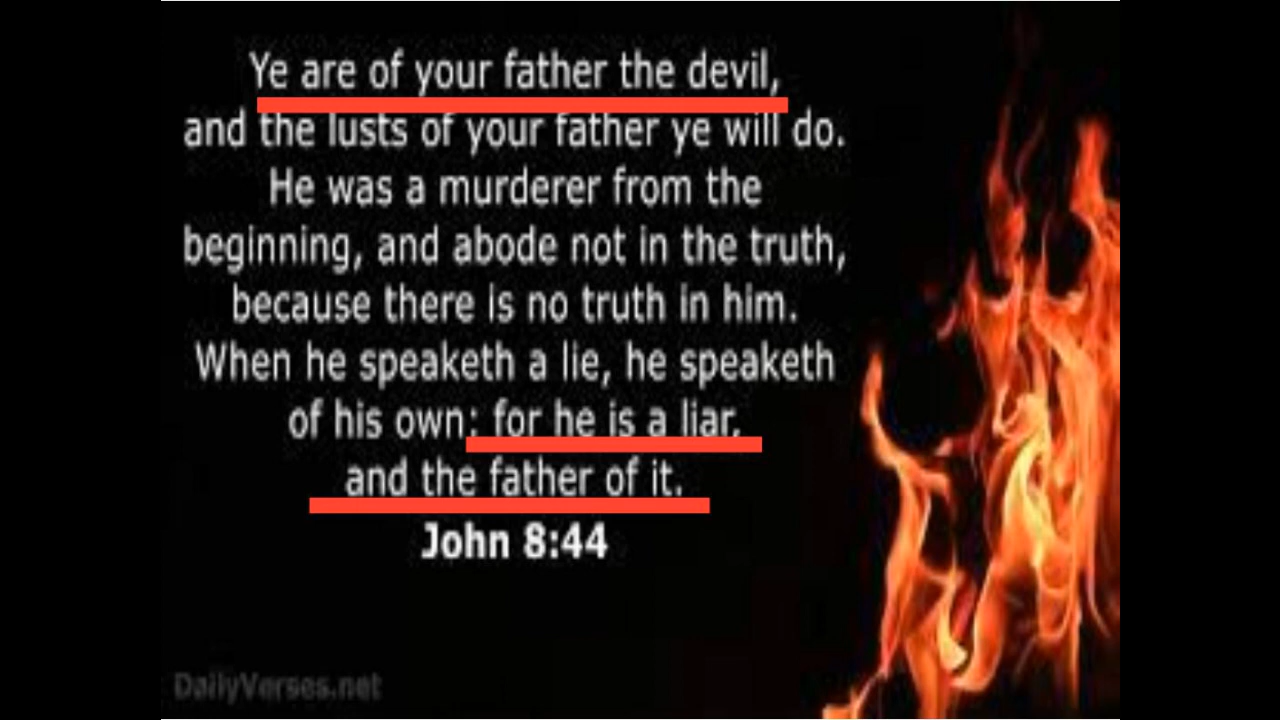 Ye are of your father the devil,
and the lusts of your father ye will do.
He was a murderer from the
beginning, and abode not in the truth,
because there is no truth in him.
When he speaketh a lie, he speaketh
of his own: for he is a liar,
and the father of it.
John 8:44
DailyVerses.net